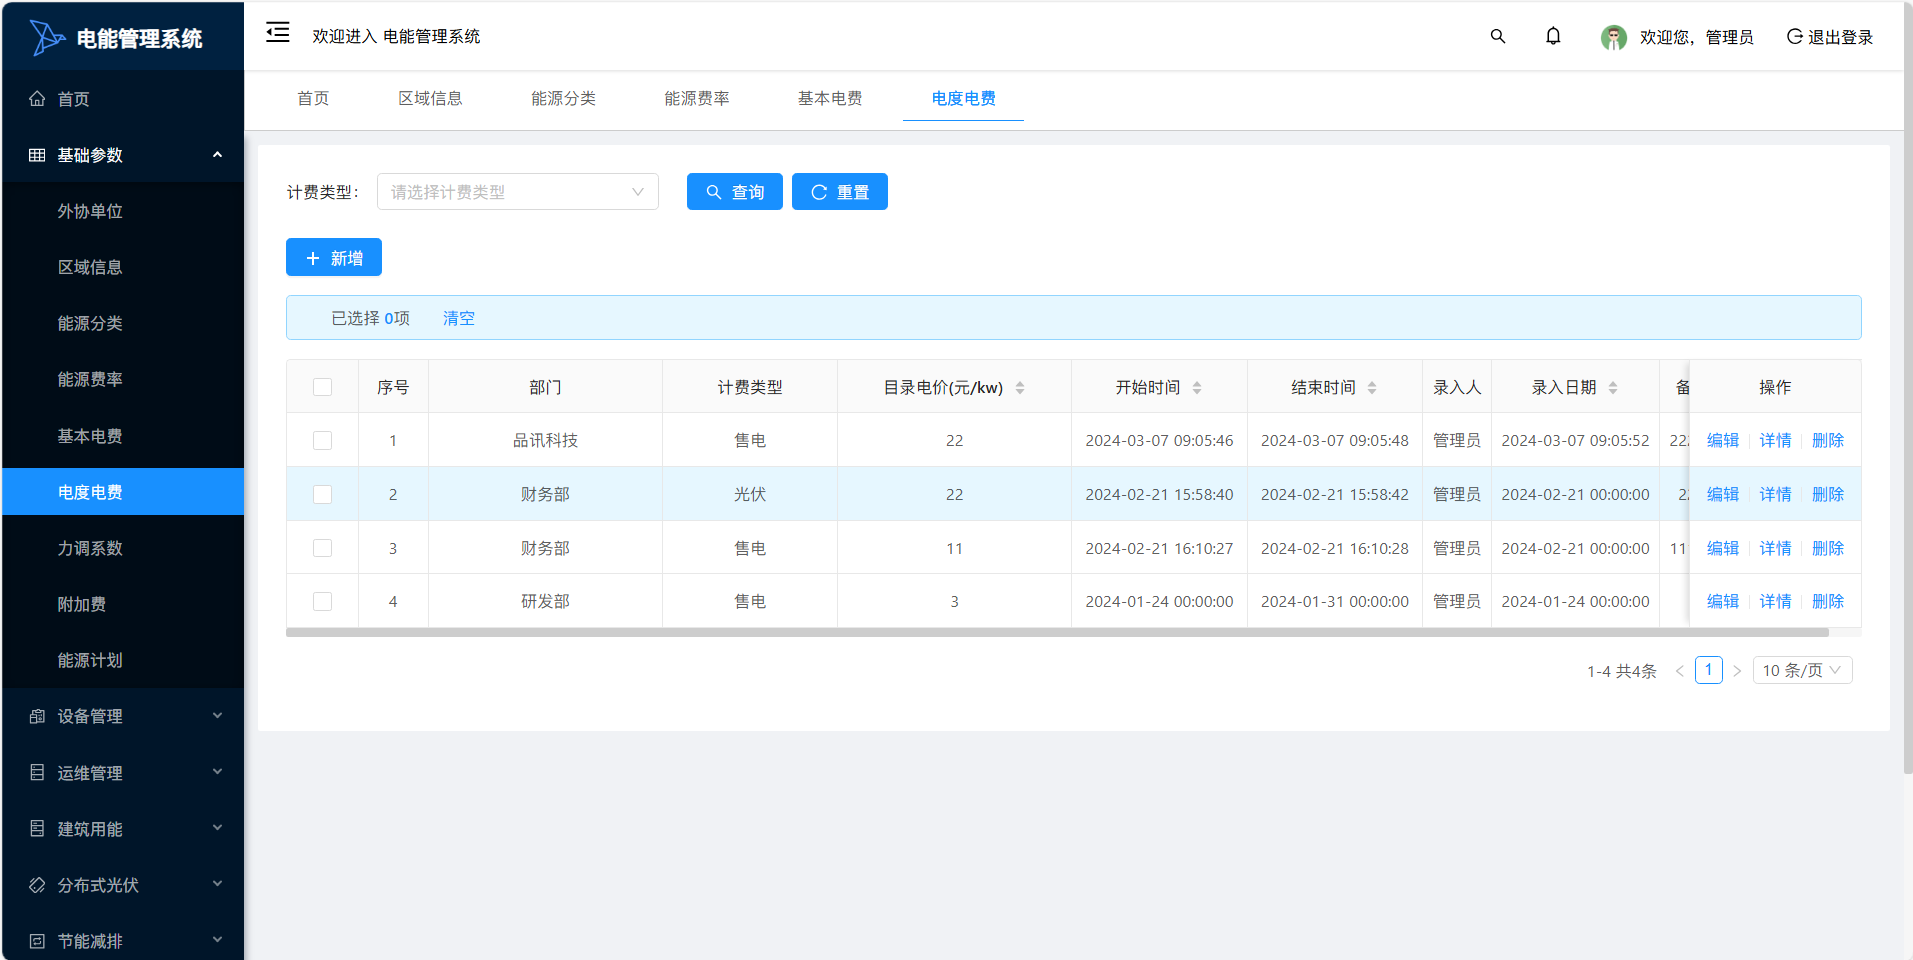 电能管理系统
欢迎进入 电能管理系统
欢迎您，管理员
退出登录
首页
基础参数
外协单位
区域信息
能源分类
能源费率
基本电费
电度电费
力调系数
附加费
能源计划
设备管理
运维管理
建筑用能
分布式光伏
节能减排
首页 区域信息 能源分类 能源费率 基本电费 电度电费
计费类型： 请选择计费类型 查询 重置
新增
已选择 0项 清空
序号 部门 计费类型 目录电价(元/kw) 开始时间 结束时间 录入人 录入日期 备 操作
1 品讯科技 售电 22 2024-03-07 09:05:46 2024-03-07 09:05:48 管理员 2024-03-07 09:05:52 22 编辑 详情 删除
2 财务部 光伏 22 2024-02-21 15:58:40 2024-02-21 15:58:42 管理员 2024-02-21 00:00:00 2 编辑 详情 删除
3 财务部 售电 11 2024-02-21 16:10:27 2024-02-21 16:10:28 管理员 2024-02-21 00:00:00 11 编辑 详情 删除
4 研发部 售电 3 2024-01-24 00:00:00 2024-01-31 00:00:00 管理员 2024-01-24 00:00:00 编辑 详情 删除
1-4 共4条 1 10 条/页